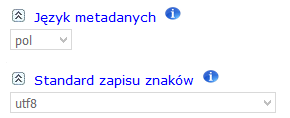 Język metadanych
pol
Standard zapisu znaków
utf8